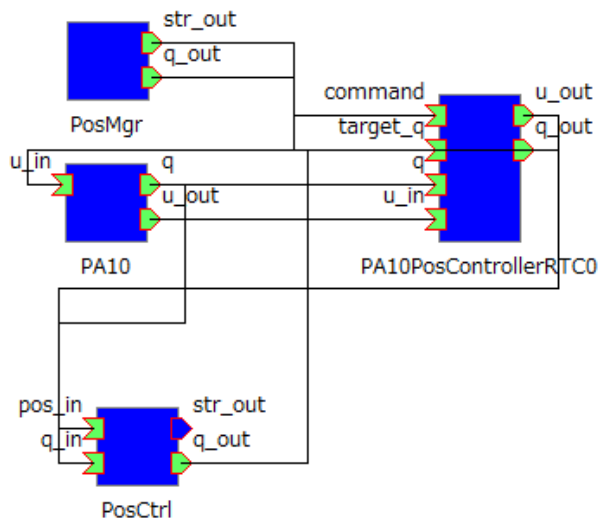 str_out
q_out
PosMgr
command
target_q
q
u_in
u_out
q_out
PA10PosControllerRTC0
u_in
q
u_out
PA10
pos_in
q_in
str_out
q_out
PosCtrl